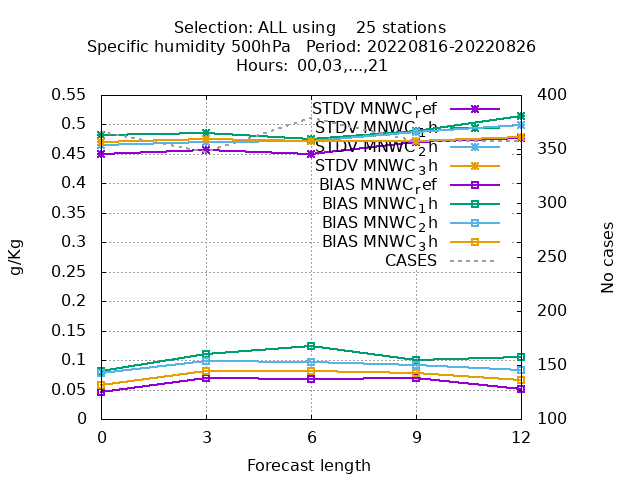 Selection: ALL using    25 stations
Specific humidity 500hPa   Period: 20220816-20220826
Hours: 00,03,...,21
0.55
0.5
0.45
0.4
0.35
0.3
0.25
0.2
0.15
0.1
0.05
0
g/Kg
STDV MNWC_ref
STDV MNWC_1h
STDV MNWC_2h
STDV MNWC_3h
BIAS MNWC_ref
BIAS MNWC_1h
BIAS MNWC_2h
BIAS MNWC_3h
CASES
400
350
300
250
200
150
100
No cases
0 3 6 9 12
Forecast length